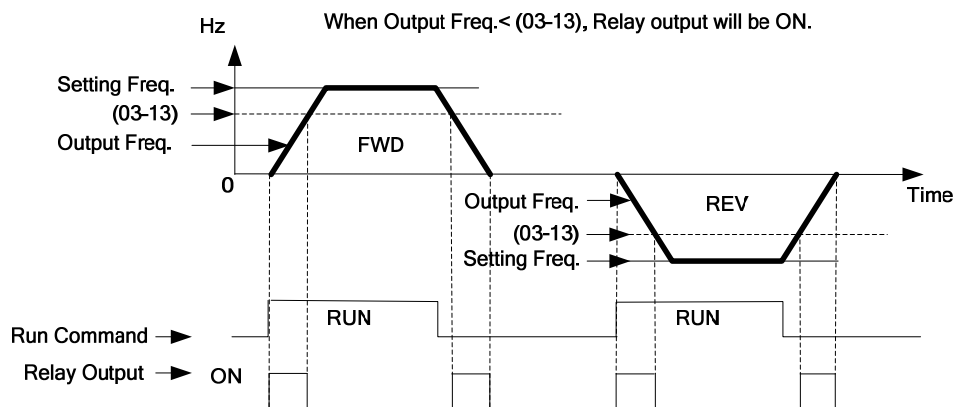 When Output Freq.< (03-13), Relay output will be ON.
Hz
Setting Freq.
(03-13)
Output Freq.
FWD
0
Time
Output Freq.
REV
(03-13)
Setting Freq.
RUN
RUN
Run Command
Relay Output
ON